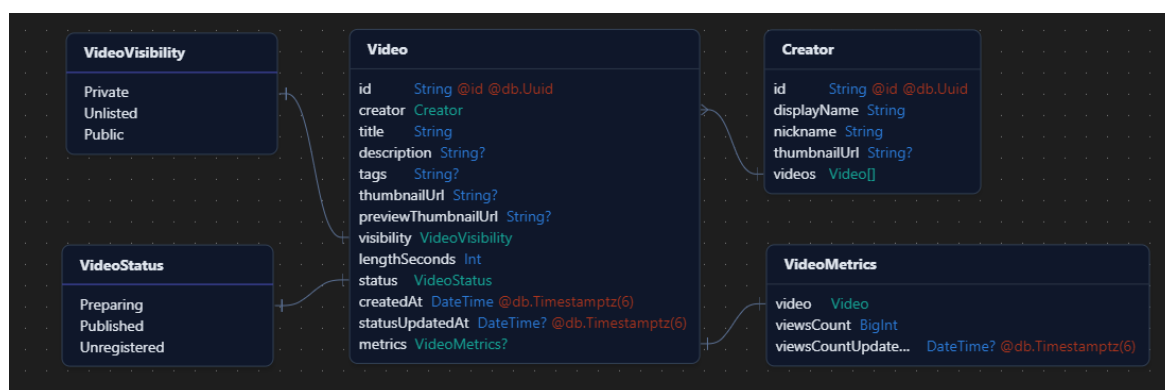 VideoVisibility
Private
Unlisted
Public
VideoStatus
Preparing
Published
Unregistered
Video
id String @id @db.Uuid
creator Creator
title String
description String?
tags String?
thumbnailUrl String?
previewThumbnailUrl String?
visibility VideoVisibility
lengthSeconds Int
status VideoStatus
createdAt DateTime @db.Timestamptz(6)
statusUpdatedAt DateTime? @db.Timestamptz(6)
metrics VideoMetrics?
Creator
id String @id @db.Uuid
displayName String
nickname String
thumbnailUrl String?
videos Video[]
VideoMetrics
video Video
viewsCount BigInt
viewsCountUpdate... DateTime? @db.Timestamptz(6)